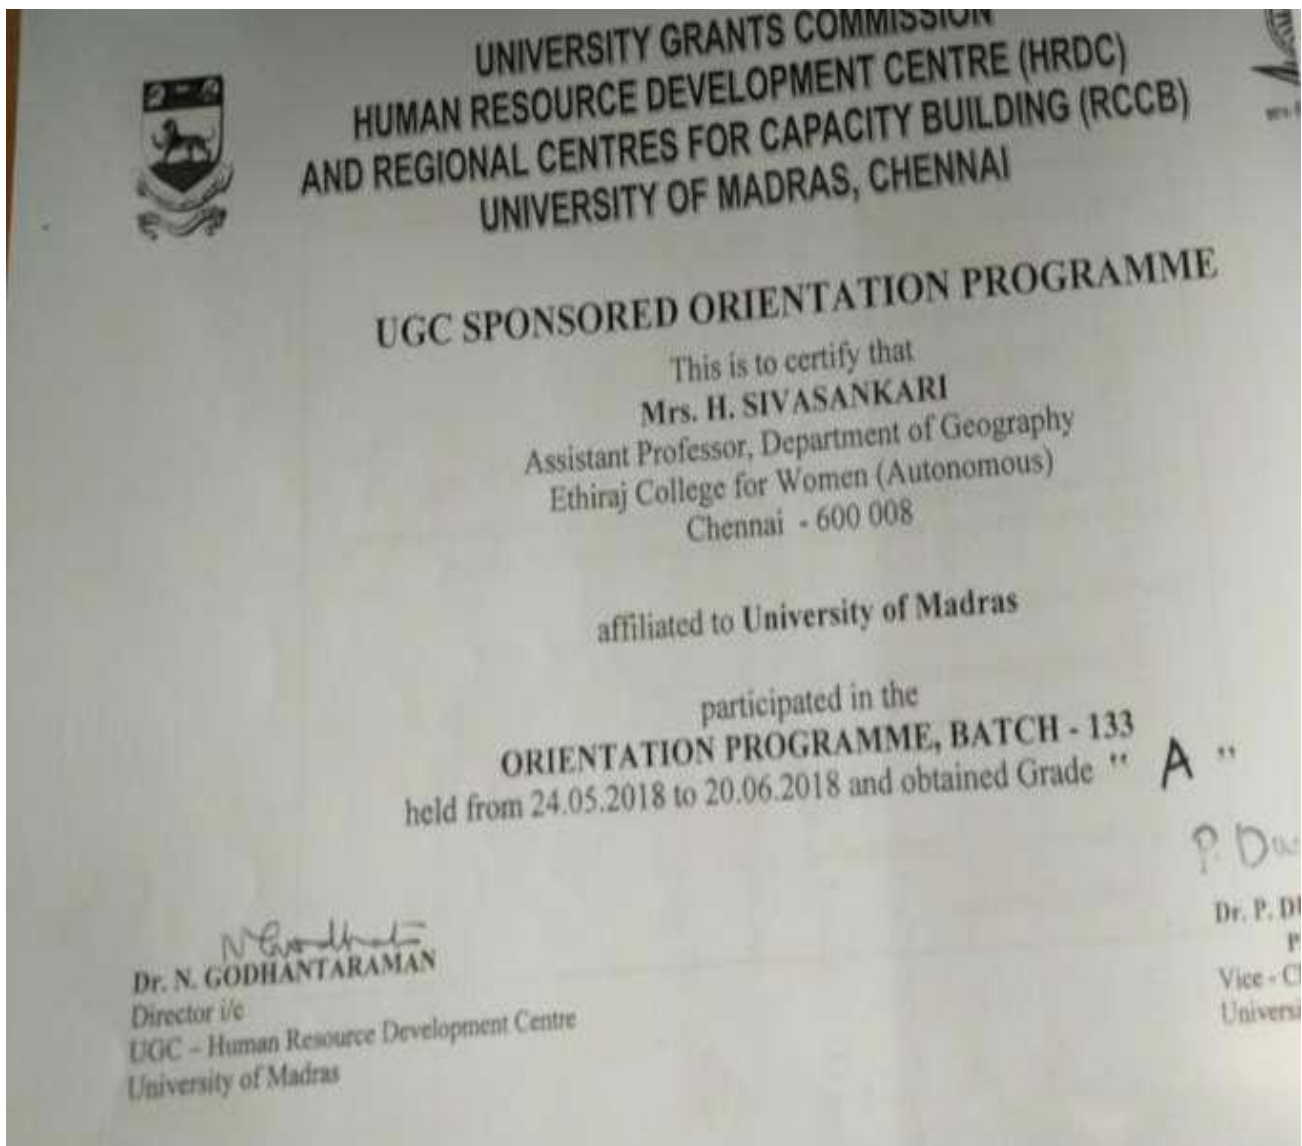 UNIVERSITY GRANTS COMMISSION
HUMAN RESOURCE DEVELOPMENT CENTRE (HRDC)
AND REGIONAL CENTRES FOR CAPACITY BUILDING (RCCB)
UNIVERSITY OF MADRAS, CHENNAI
UGC SPONSORED ORIENTATION PROGRAMME
This is to certify that
Mrs. H. SIVASANKARI
Assistant Professor, Department of Geography
Ethiraj College for Women (Autonomous)
Chennai - 600 008
affiliated to University of Madras
participated in the
ORIENTATION PROGRAMME, BATCH - 133
held from 24.05.2018 to 20.06.2018 and obtained Grade " A "
Dr. N. GODHANTARAMAN
Director i/c
UGC – Human Resource Development Centre
University of Madras
Dr. P.
Vice -